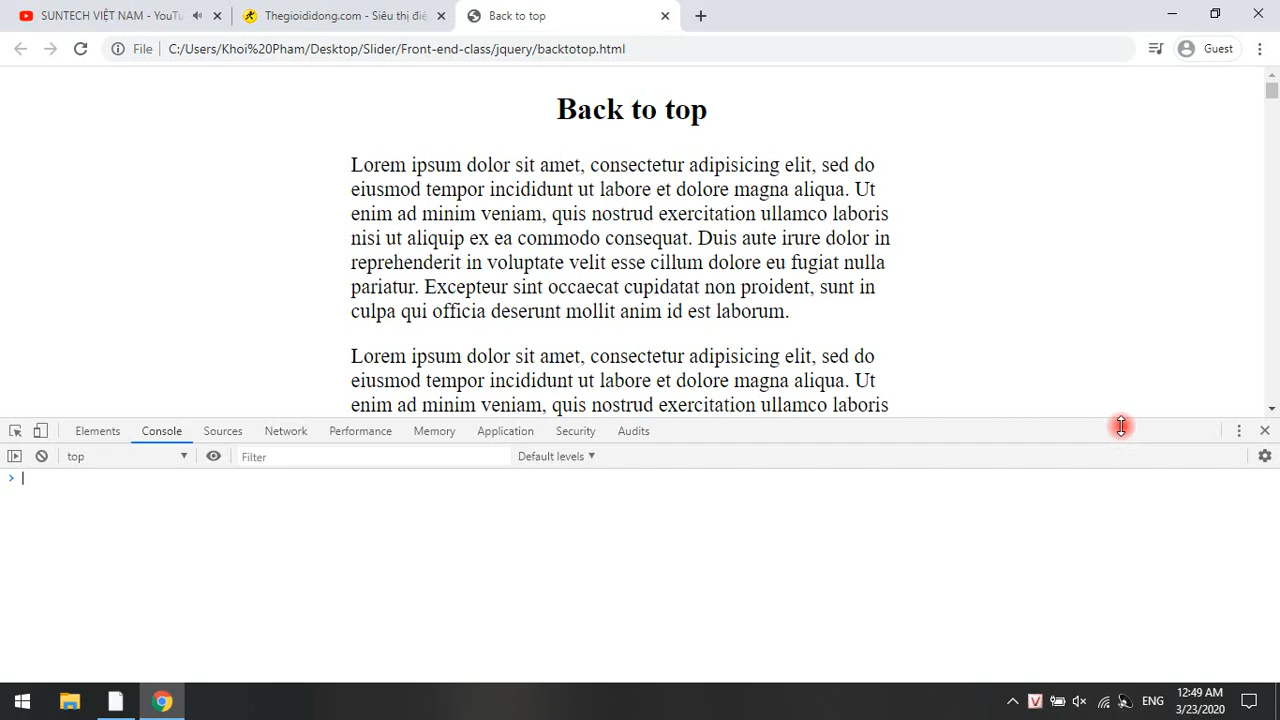 SUNTECH VIỆT NAM - YouTu
Thegioididong.com - Siêu thị điệ
Back to top
File
C:/Users/Khoi%20Pham/Desktop/Slider/Front-end-class/jquery/backtotop.html
Guest
Back to top
Lorem ipsum dolor sit amet, consectetur adipisicing elit, sed do
eiusmod tempor incididunt ut labore et dolore magna aliqua. Ut
enim ad minim veniam, quis nostrud exercitation ullamco laboris
nisi ut aliquip ex ea commodo consequat. Duis aute irure dolor in
reprehenderit in voluptate velit esse cillum dolore eu fugiat nulla
pariatur. Excepteur sint occaecat cupidatat non proident, sunt in
culpa qui officia deserunt mollit anim id est laborum.
Lorem ipsum dolor sit amet, consectetur adipisicing elit, sed do
eiusmod tempor incididunt ut labore et dolore magna aliqua. Ut
enim ad minim veniam, quis nostrud exercitation ullamco laboris
Elements Console Sources Network Performance Memory Application Security Audits
top Filter Default levels
V ENG
12:49 AM
3/23/2020